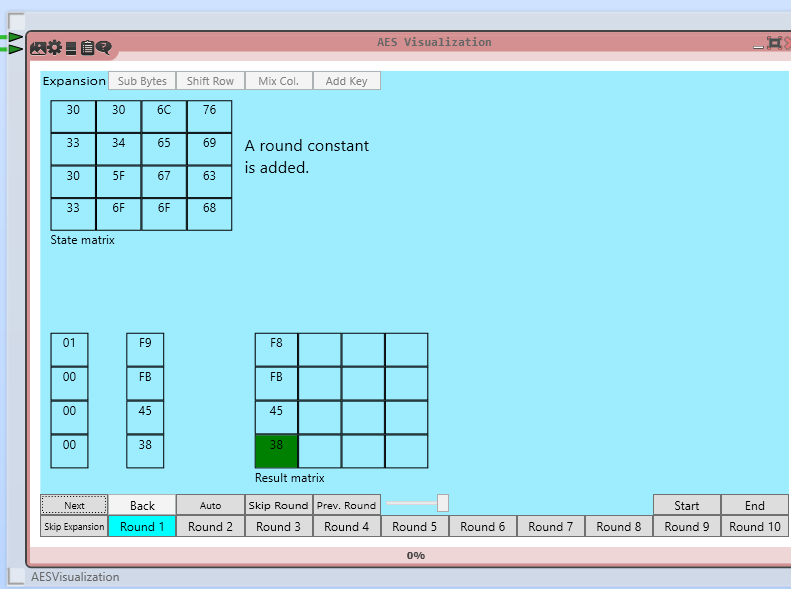 AES Visualization
Expansion Sub Bytes Shift Row Mix Col. Add Key
30 30 6C 76
33 34 65 69
30 5F 67 63
33 6F 6F 68
A round constant
is added.
State matrix
01 F9 F8
00 FB FB
00 45 45
00 38 38
Result matrix
Next Back Auto Skip Round Prev. Round Start End
Skip Expansion Round 1 Round 2 Round 3 Round 4 Round 5 Round 6 Round 7 Round 8 Round 9 Round 10
0%
AESVisualization